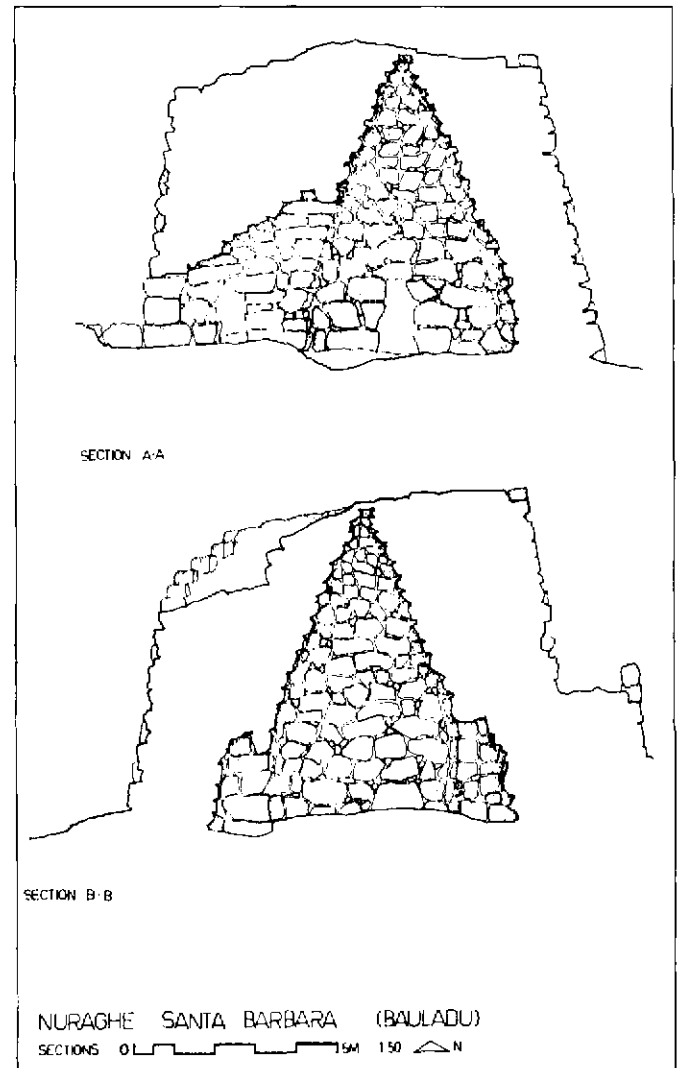 SECTION A-A
SECTION B-B
NURAGHE SANTA BARBARA (BAULADU)
SECTIONS 0 5M 1:50 N